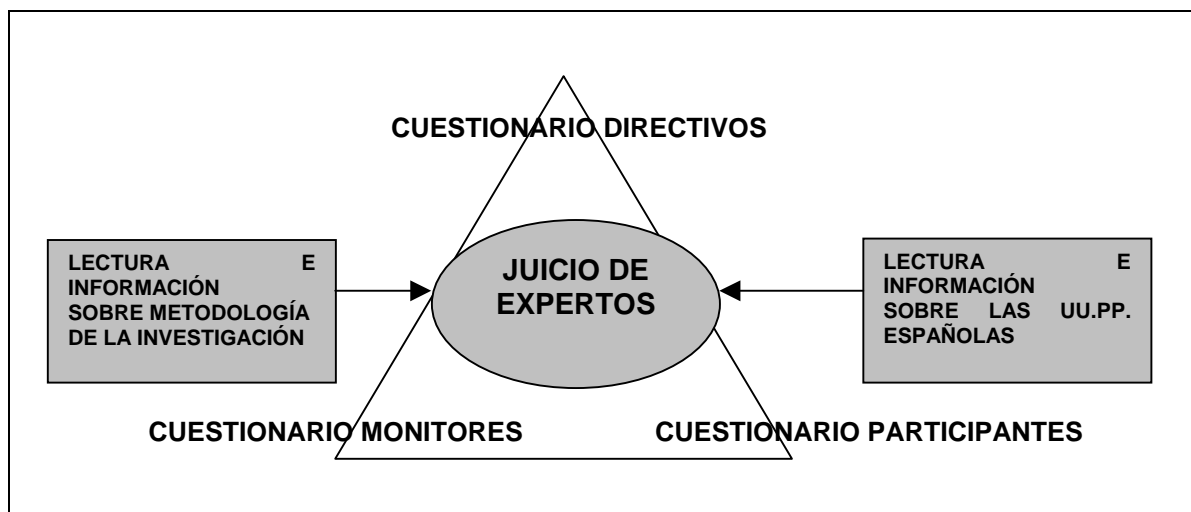 CUESTIONARIO DIRECTIVOS
LECTURA E
INFORMACIÓN
SOBRE METODOLOGÍA
DE LA INVESTIGACIÓN
JUICIO DE
EXPERTOS
LECTURA E
INFORMACIÓN
SOBRE LAS UU.PP.
ESPAÑOLAS
CUESTIONARIO MONITORES
CUESTIONARIO PARTICIPANTES